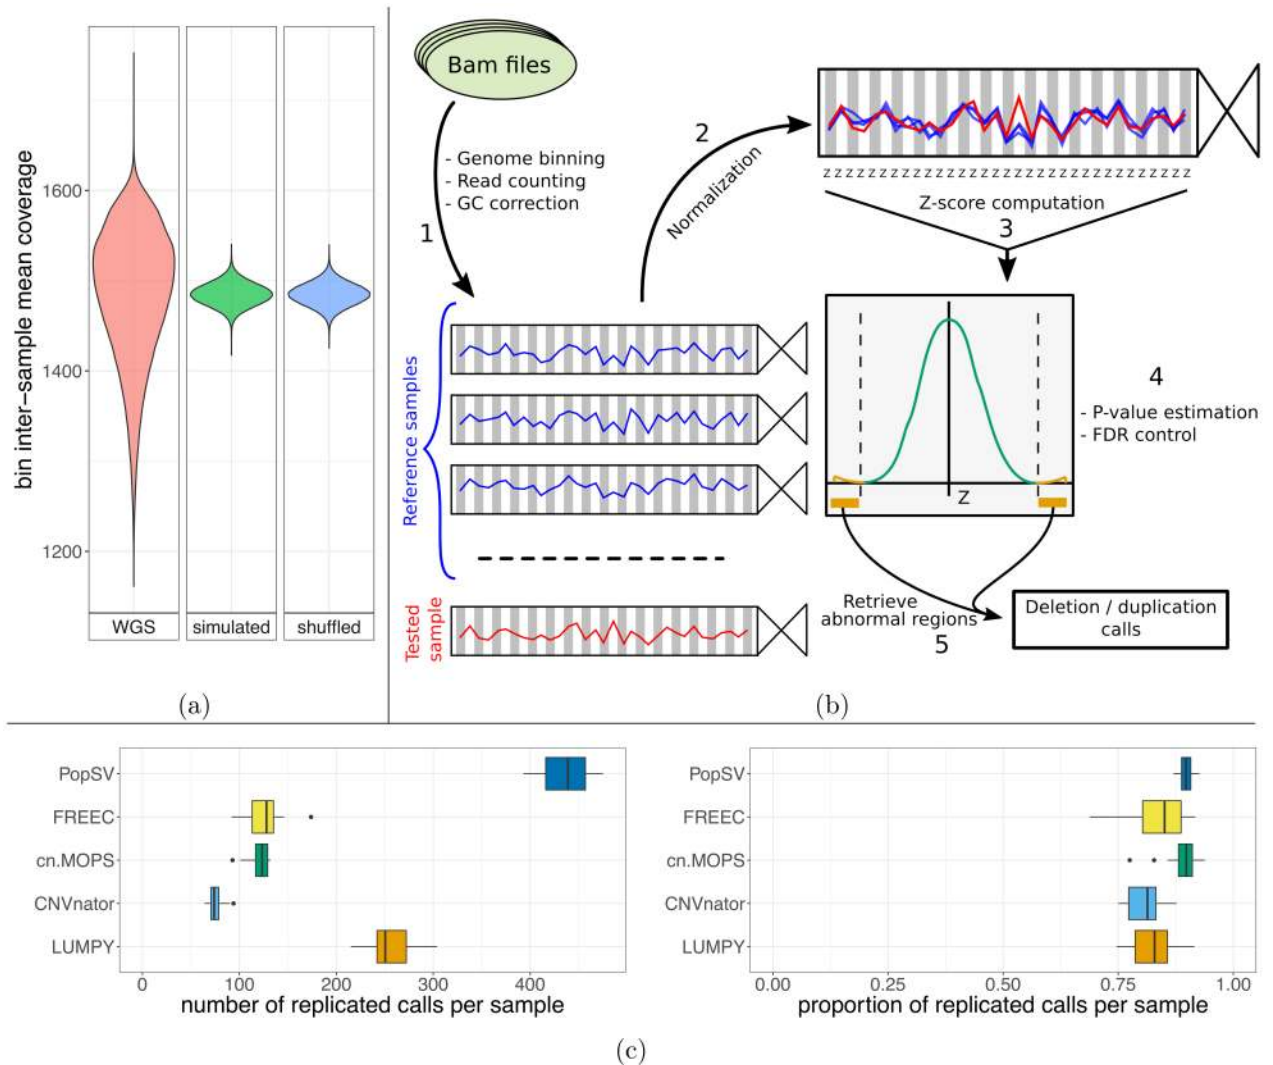 bin inter-sample mean coverage
1600
1400
1200
WGS
simulated
shuffled
(a)
Bam files
1
- Genome binning
- Read counting
- GC correction
2
Normalization
Z Z Z Z Z Z Z Z Z Z Z Z Z Z Z Z Z Z Z Z Z Z Z Z Z Z Z Z Z Z Z Z
Z-score computation
3
Reference samples
Tested
sample
Z
4
- P-value estimation
- FDR control
Retrieve
abnormal regions
5
Deletion / duplication
calls
(b)
PopSV
FREEC
cn.MOPS
CNVnator
LUMPY
0 100 200 300 400
number of replicated calls per sample
PopSV
FREEC
cn.MOPS
CNVnator
LUMPY
0.00 0.25 0.50 0.75 1.00
proportion of replicated calls per sample
(c)